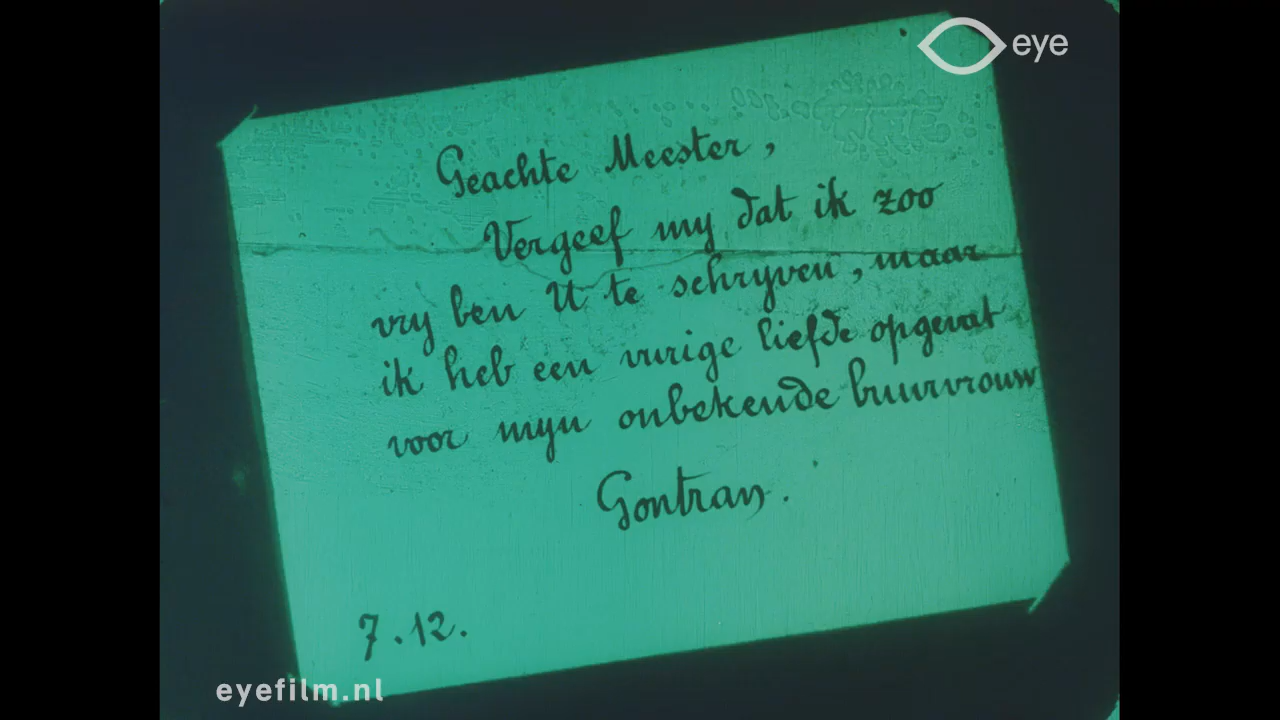 eye
Geachte Meester,
Vergeef my dat ik zoo
vry ben U te schryven, maar
ik heb een vurige liefde opgevat
voor myn onbekende buurvrouw
Gontran.
7.12.
eyefilm.nl